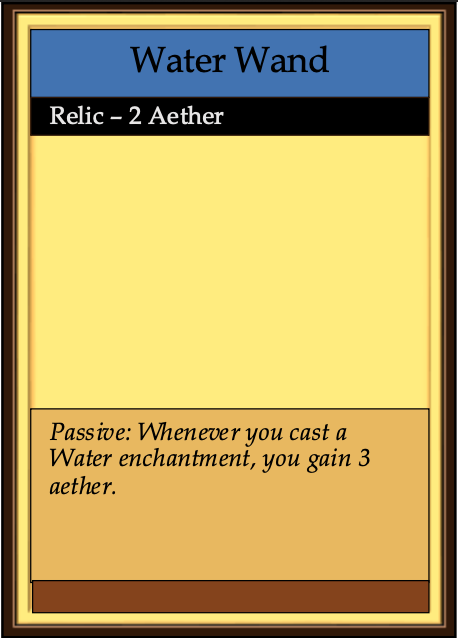 Water Wand
Relic – 2 Aether
Passive: Whenever you cast a
Water enchantment, you gain 3
aether.